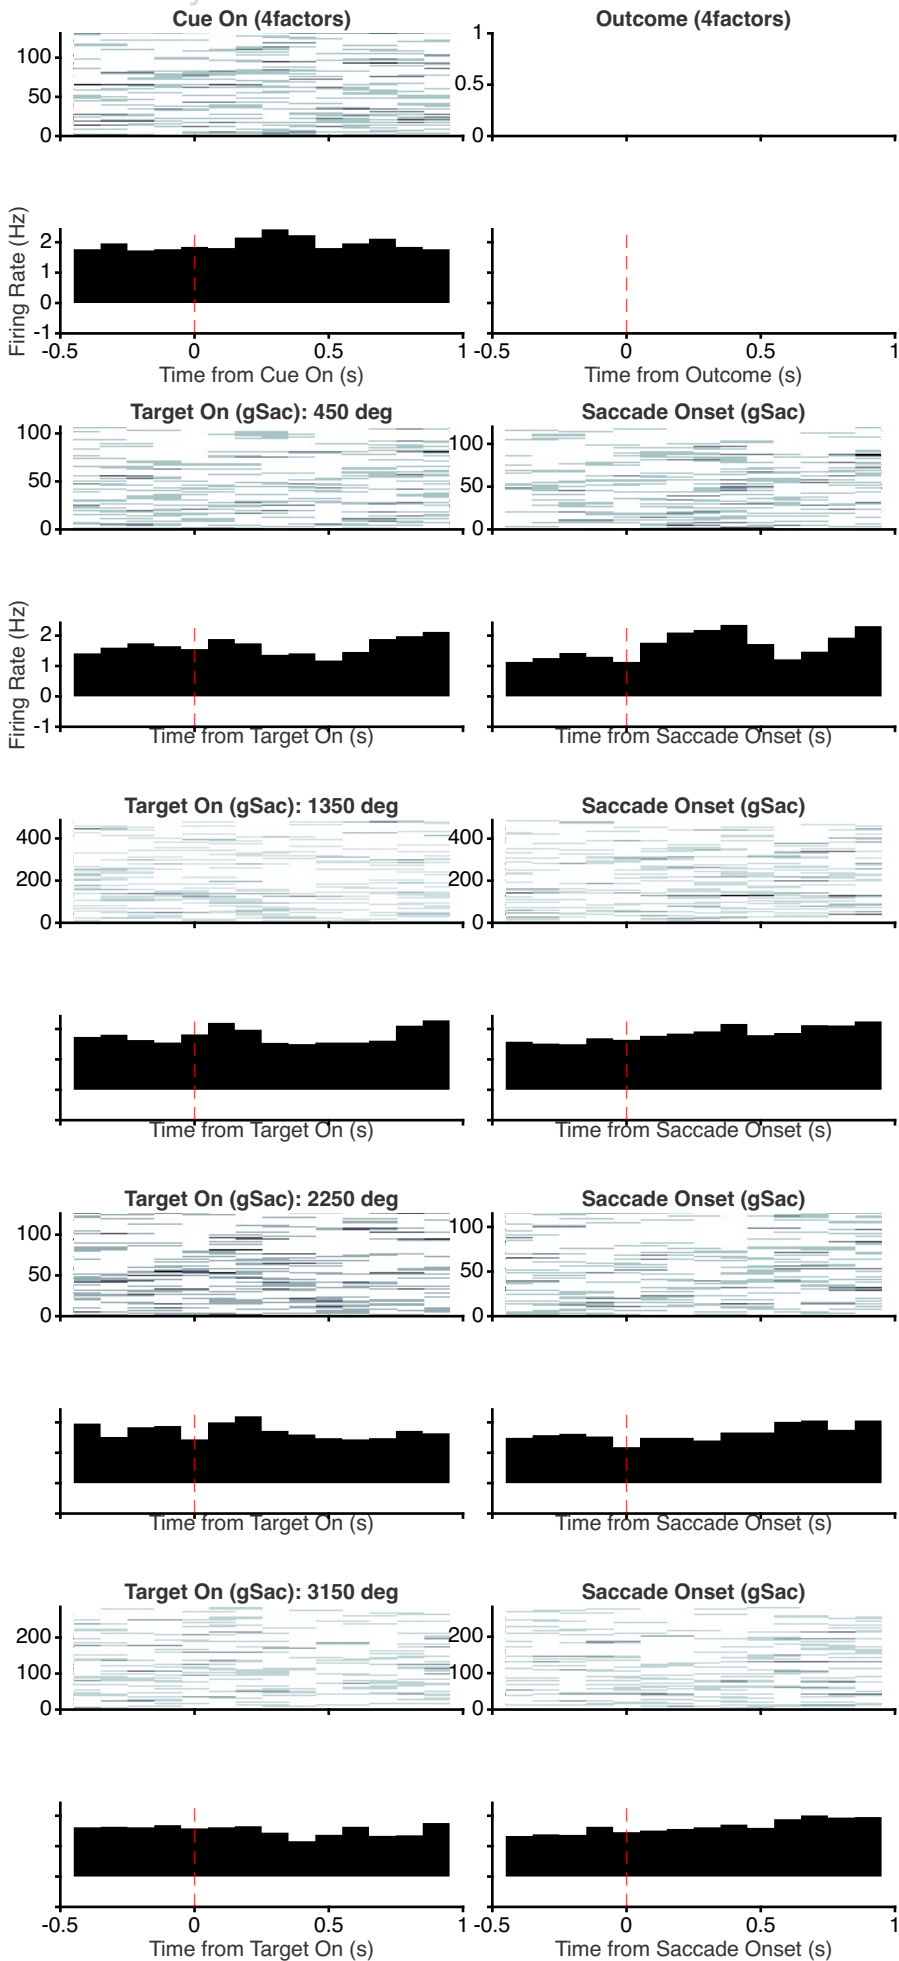 Cue On (4factors)
Outcome (4factors)
100
50
0
1
0.5
0
Firing Rate (Hz)
2
1
0
-1
-0.5
0
0.5
1
Time from Cue On (s)
-0.5
0
0.5
1
Time from Outcome (s)
Target On (gSac): 450 deg
Saccade Onset (gSac)
100
50
0
100
50
0
Firing Rate (Hz)
2
1
0
-1
Time from Target On (s)
Time from Saccade Onset (s)
Target On (gSac): 1350 deg
Saccade Onset (gSac)
400
200
0
400
200
0
Time from Target On (s)
Time from Saccade Onset (s)
Target On (gSac): 2250 deg
Saccade Onset (gSac)
100
50
0
100
50
0
Time from Target On (s)
Time from Saccade Onset (s)
Target On (gSac): 3150 deg
Saccade Onset (gSac)
200
100
0
200
100
0
-0.5
0
0.5
1
Time from Target On (s)
-0.5
0
0.5
1
Time from Saccade Onset (s)